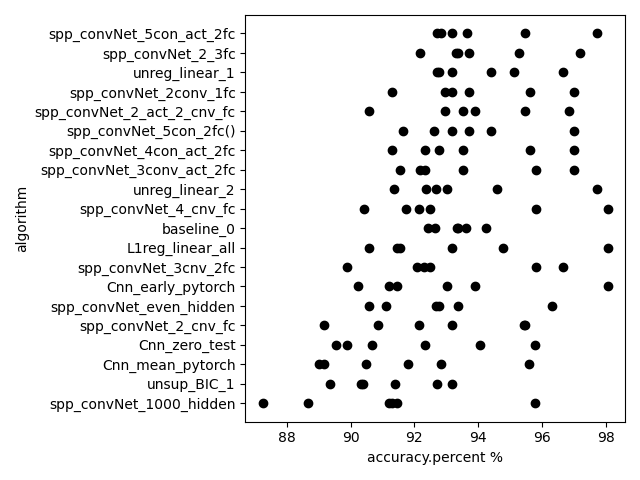 spp_convNet_5con_act_2fc
spp_convNet_2_3fc
unreg_linear_1
spp_convNet_2conv_1fc
spp_convNet_2_act_2_cnv_fc
spp_convNet_5con_2fc()
spp_convNet_4con_act_2fc
spp_convNet_3conv_act_2fc
unreg_linear_2
spp_convNet_4_cnv_fc
baseline_0
L1reg_linear_all
spp_convNet_3cnv_2fc
Cnn_early_pytorch
spp_convNet_even_hidden
spp_convNet_2_cnv_fc
Cnn_zero_test
Cnn_mean_pytorch
unsup_BIC_1
spp_convNet_1000_hidden
algorithm
88 90 92 94 96 98
accuracy.percent %